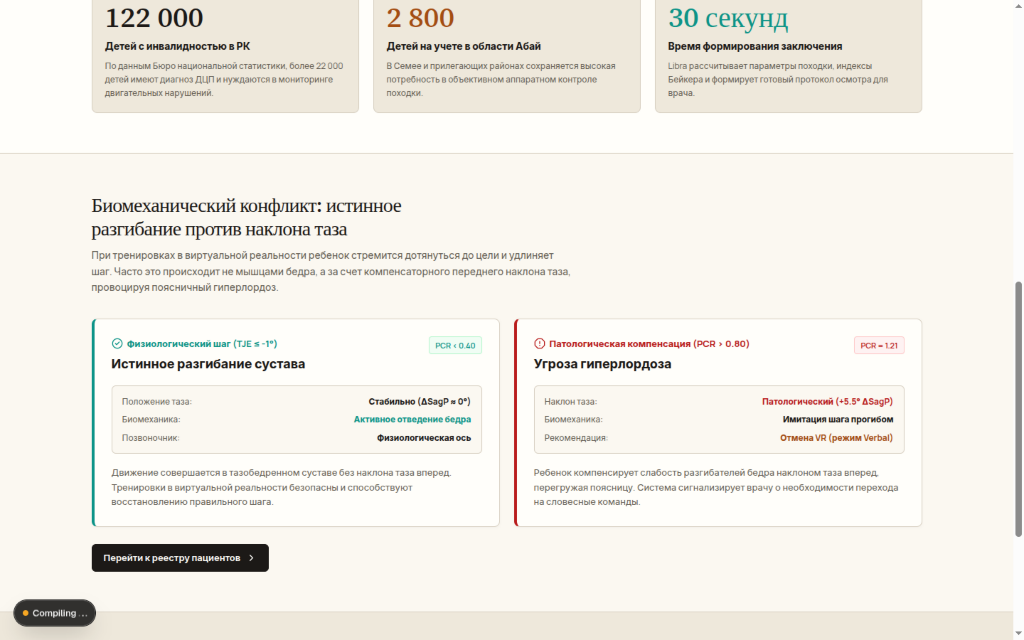 122 000
Детей с инвалидностью в РК
По данным Бюро национальной статистики, более 22 000
детей имеют диагноз ДЦП и нуждаются в мониторинге
двигательных нарушений.
2 800
Детей на учете в области Абай
В Семее и прилегающих районах сохраняется высокая
потребность в объективном аппаратном контроле
походки.
30 секунд
Время формирования заключения
Libra рассчитывает параметры походки, индексы
Бейкера и формирует готовый протокол осмотра для
врача.
Биомеханический конфликт: истинное
разгибание против наклона таза
При тренировках в виртуальной реальности ребенок стремится дотянуться до цели и удлиняет
шаг. Часто это происходит не мышцами бедра, а за счет компенсаторного переднего наклона таза,
провоцируя поясничный гиперлордоз.
Физиологический шаг (TJE ≤ -1°)
PCR < 0.40
Истинное разгибание сустава
Положение таза: Стабильно (ΔSagP ≈ 0°)
Биомеханика: Активное отведение бедра
Позвоночник: Физиологическая ось
Движение совершается в тазобедренном суставе без наклона таза вперед.
Тренировки в виртуальной реальности безопасны и способствуют
восстановлению правильного шага.
Патологическая компенсация (PCR > 0.80)
PCR = 1.21
Угроза гиперлордоза
Наклон таза: Патологический (+5.5° ΔSagP)
Биомеханика: Имитация шага прогибом
Рекомендация: Отмена VR (режим Verbal)
Ребенок компенсирует слабость разгибателей бедра наклоном таза вперед,
перегружая поясницу. Система сигнализирует врачу о необходимости перехода
на словесные команды.
Перейти к реестру пациентов
Compiling...